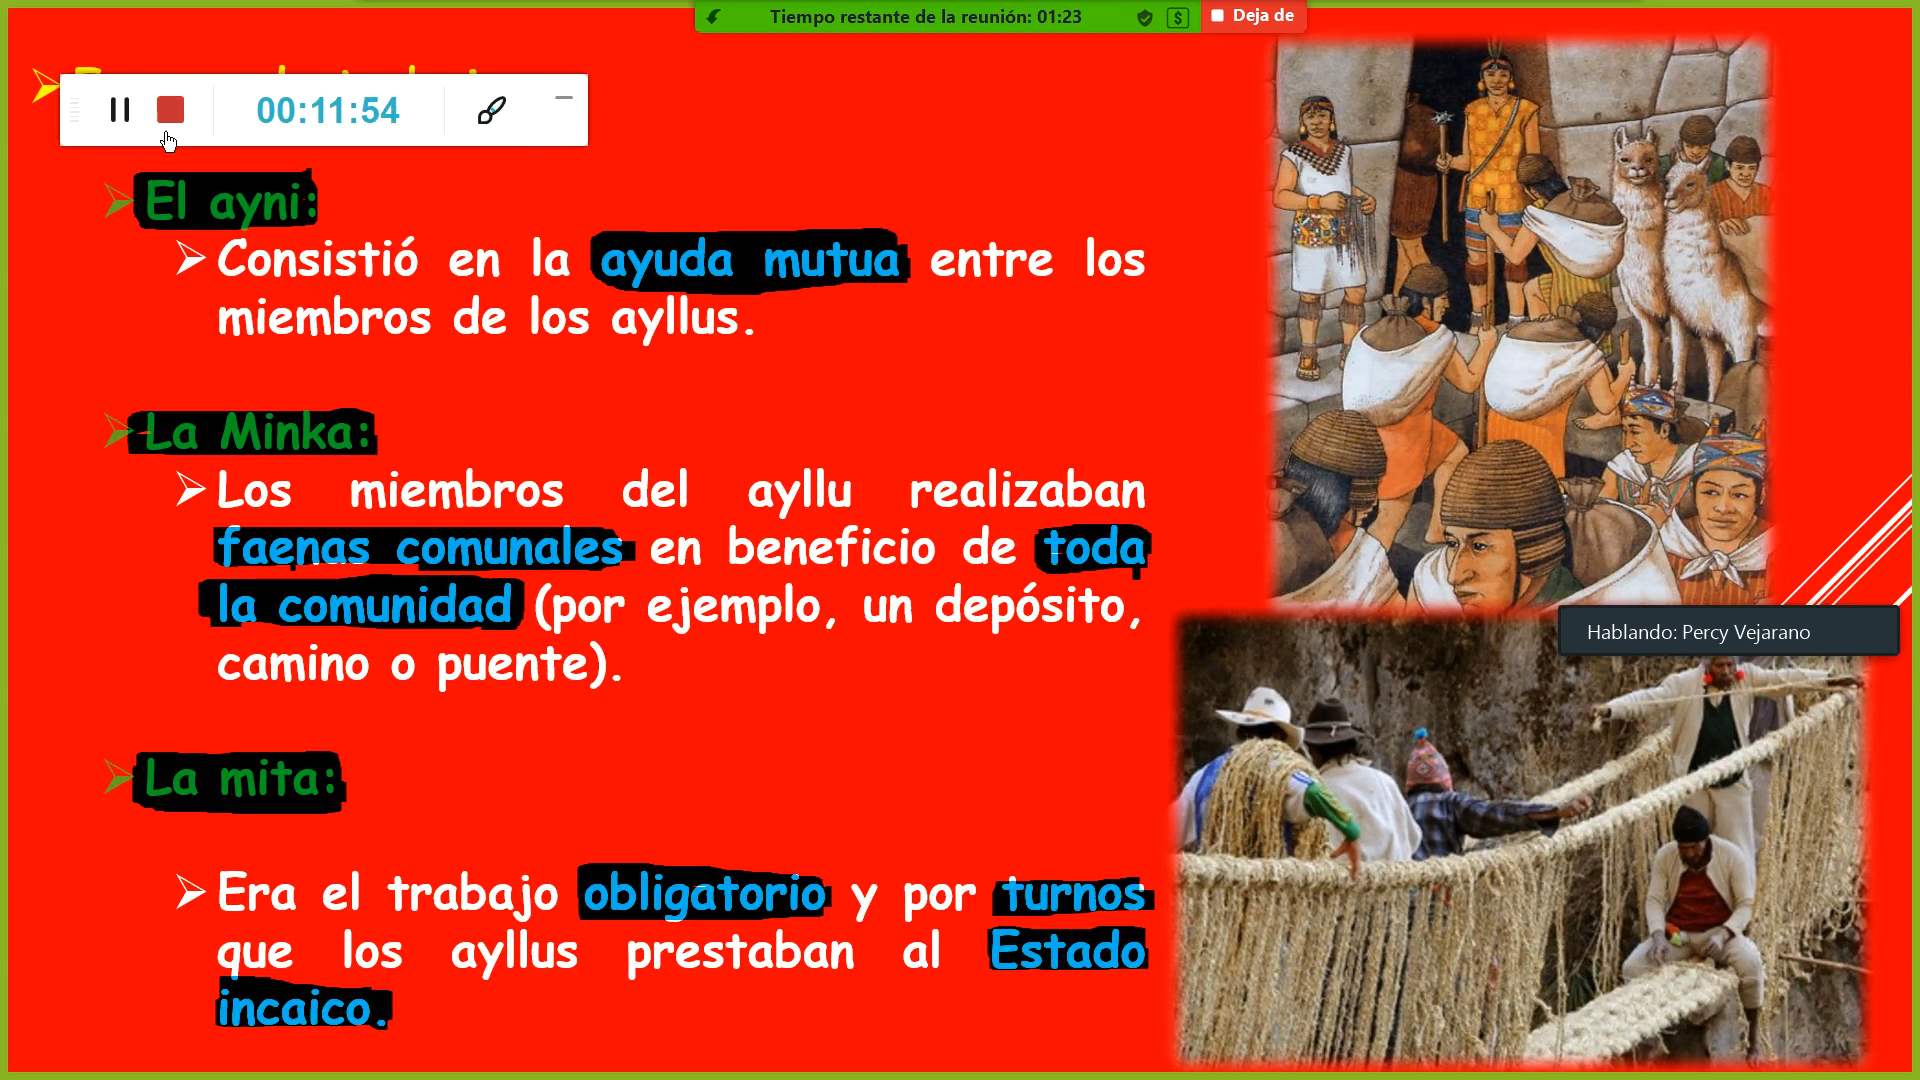 Tiempo restante de la reunión: 01:23
Deja de
00:11:54
El ayni:
Consistió en la ayuda mutua entre los
miembros de los ayllus.
La Minka:
Los miembros del ayllu realizaban
faenas comunales en beneficio de toda
la comunidad (por ejemplo, un depósito,
camino o puente).
Hablando: Percy Vejarano
La mita:
Era el trabajo obligatorio y por turnos
que los ayllus prestaban al Estado
incaico.